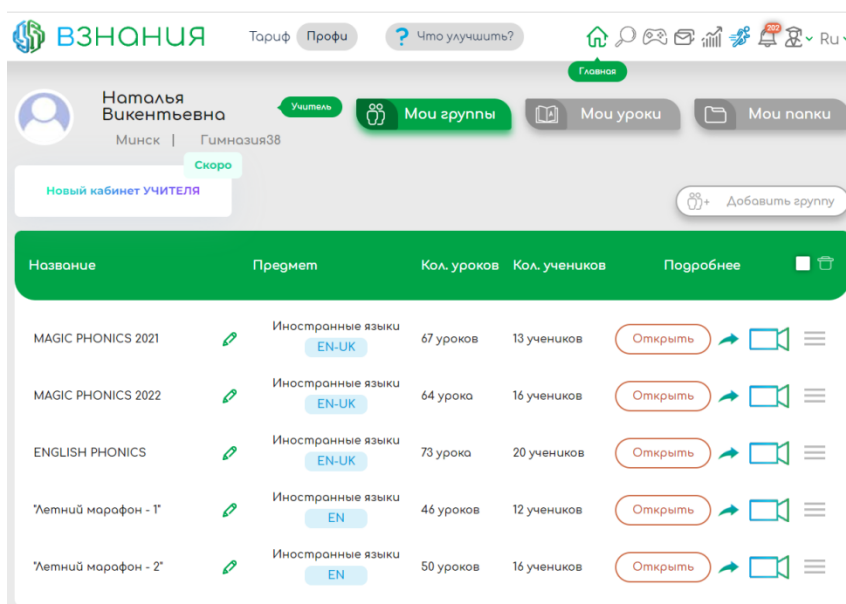 ВЗНАНИЯ
Тариф Профи
? Что улучшить?
202
Ru
Главная
Наталья
Викентьевна
Минск | Гимназия38
Учитель
Мои группы
Мои уроки
Мои папки
Скоро
Новый кабинет УЧИТЕЛЯ
Добавить группу
Название Предмет Кол. уроков Кол. учеников Подробнее
MAGIC PHONICS 2021 Иностранные языки 67 уроков 13 учеников Открыть
EN-UK
MAGIC PHONICS 2022 Иностранные языки 64 урока 16 учеников Открыть
EN-UK
ENGLISH PHONICS Иностранные языки 73 урока 20 учеников Открыть
EN-UK
"Летний марафон - 1" Иностранные языки 46 уроков 12 учеников Открыть
EN
"Летний марафон - 2" Иностранные языки 50 уроков 16 учеников Открыть
EN